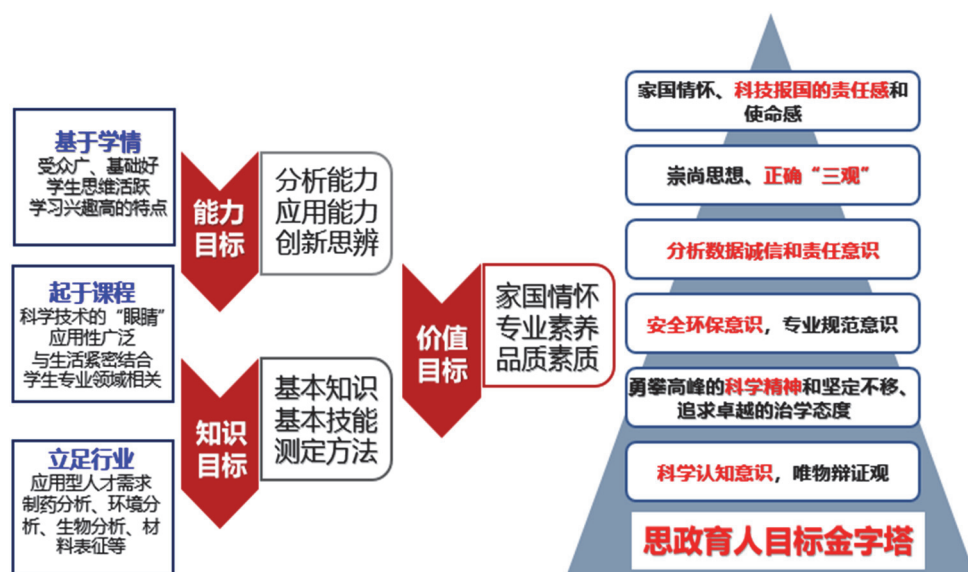 基于学情
受众广、基础好
学生思维活跃
学习兴趣高的特点
起于课程
科学技术的“眼睛”
应用性广泛
与生活紧密结合
学生专业领域相关
立足行业
应用型人才需求
制药分析、环境分
析、生物分析、材
料表征等
能力
目标
分析能力
应用能力
创新思辨
知识
目标
基本知识
基本技能
测定方法
价值
目标
家国情怀
专业素养
品质素质
家国情怀、科技报国的责任感和
使命感
崇尚思想、正确“三观”
分析数据诚信和责任意识
安全环保意识，专业规范意识
勇攀高峰的科学精神和坚定不移、
追求卓越的治学态度
科学认知意识，唯物辩证观
思政育人目标金字塔